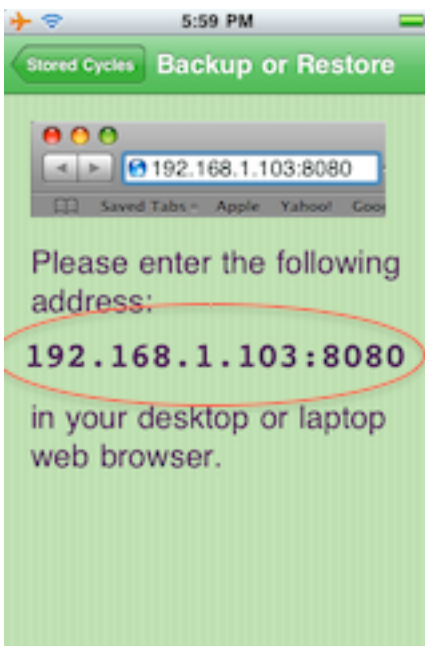 5:59 PM
Stored Cycles
Backup or Restore
192.168.1.103:8080
Saved Tabs Apple Yahoo!
Please enter the following
address:
192.168.1.103:8080
in your desktop or laptop
web browser.